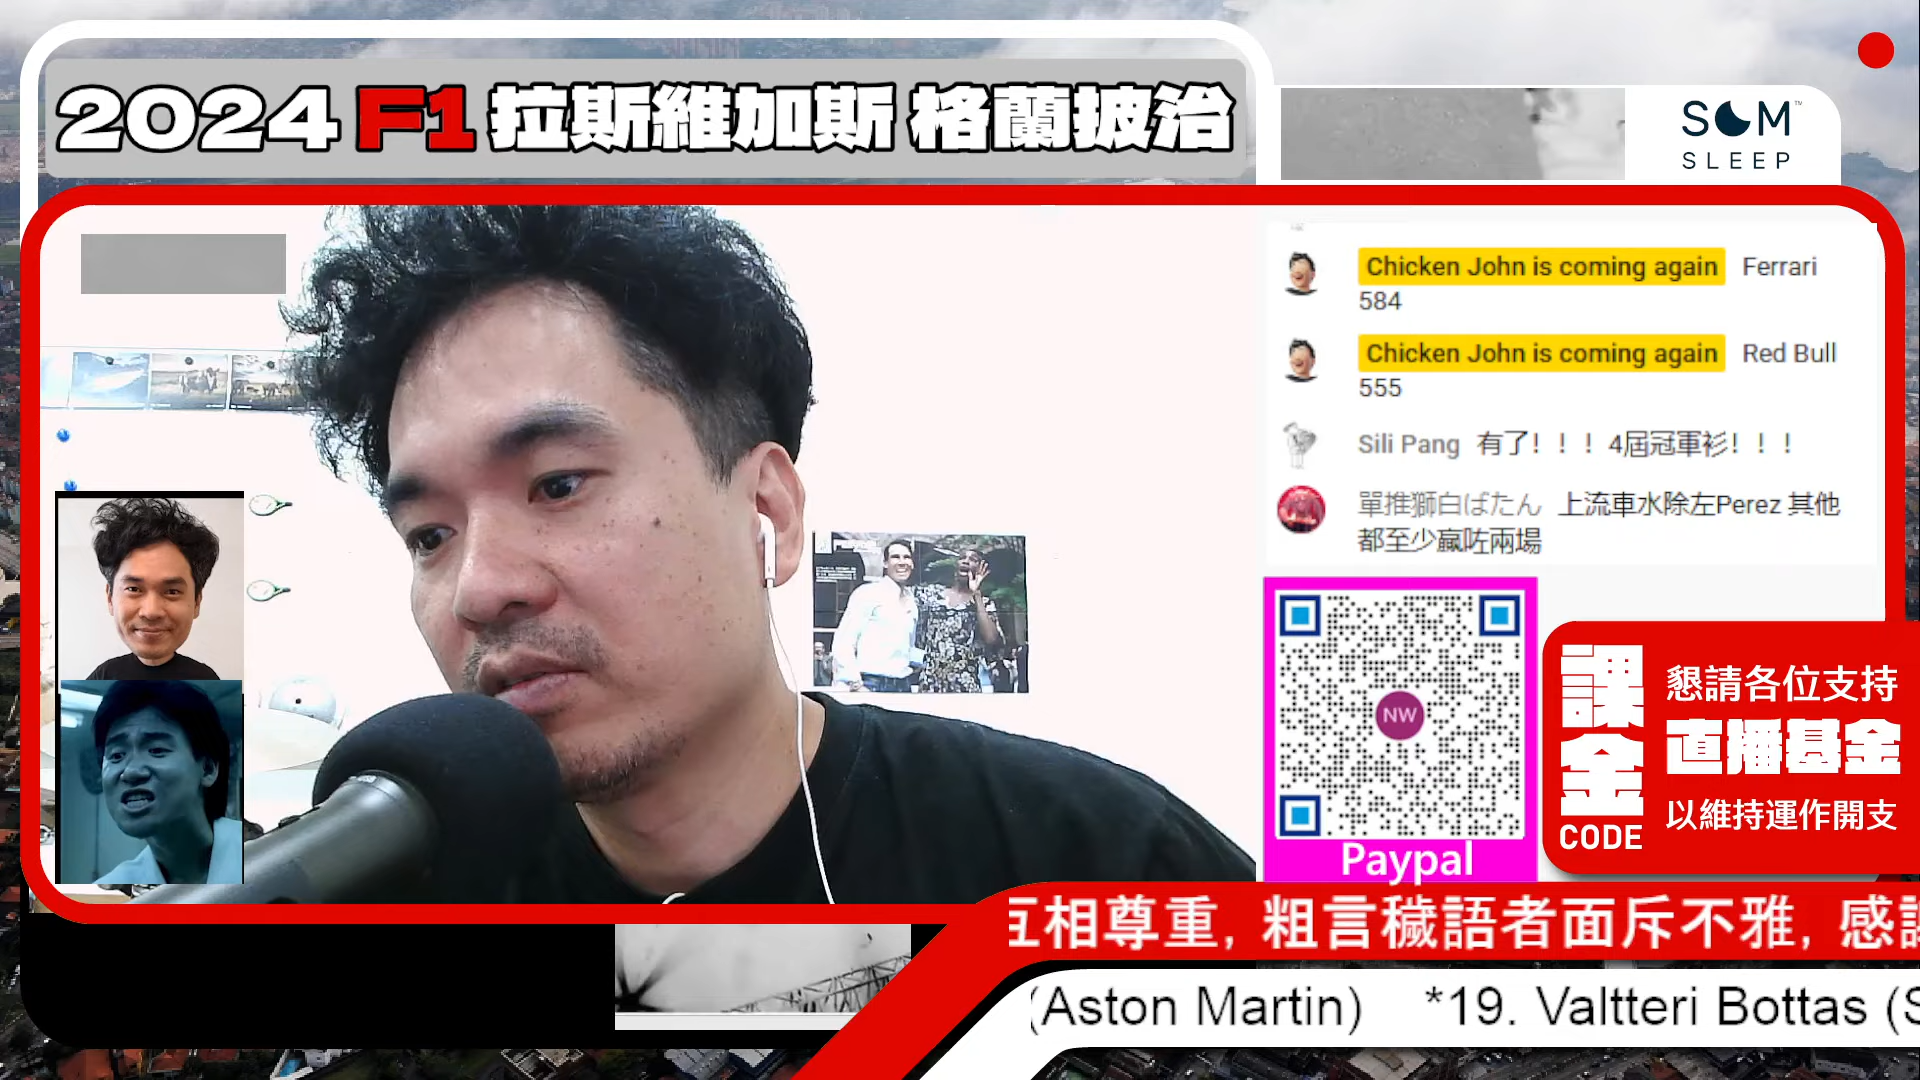 2024 F1 拉斯維加斯 格蘭披治
SOM™
SLEEP
Chicken John is coming again Ferrari
584
Chicken John is coming again Red Bull
555
Sili Pang 有了！！！4屆冠軍衫！！！
單推獅白ばたん 上流車水除左Perez 其他
都至少贏咗兩場
NW
Paypal
課金
CODE
懇請各位支持
直播基金
以維持運作開支
互相尊重, 粗言穢語者面斥不雅, 感
(Aston Martin) *19. Valtteri Bottas (S